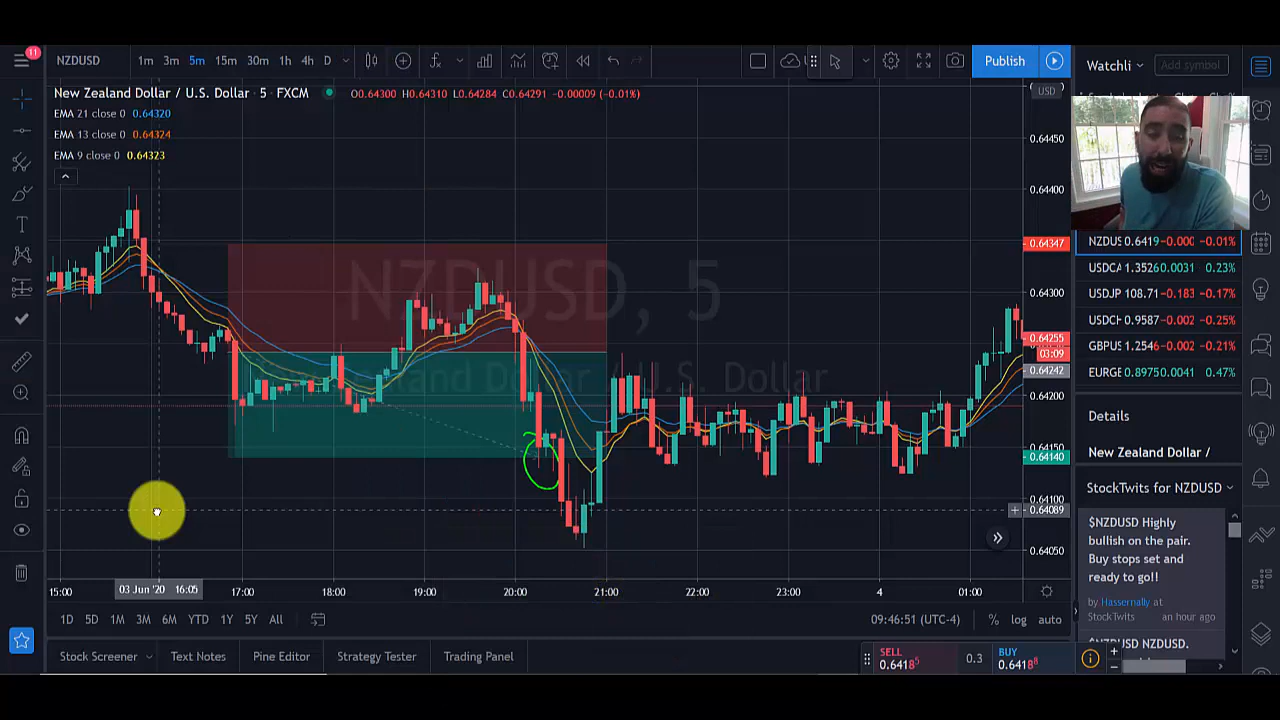 11
NZDUSD 1m 3m 5m 15m 30m 1h 4h D Publish
Watchli Add symbol
New Zealand Dollar / U.S. Dollar · 5 · FXCM O0.64300 H0.64310 L0.64284 C0.64291 −0.00009 (−0.01%)
USD
EMA 21 close 0 0.64320
EMA 13 close 0 0.64324
EMA 9 close 0 0.64323
0.64450
0.64400
0.64347
0.64300
0.64255
03:09
0.64242
0.64200
0.64150
0.64140
0.64100
0.64089
0.64050
NZDUSD, 5
Dollar / U.S. Dollar
NZDUS 0.6419 −0.000 −0.01%
USDCA 1.3526 0.0031 0.23%
USDJP 108.71 −0.183 −0.17%
USDCH 0.9587 −0.002 −0.25%
GBPUS 1.2546 −0.002 −0.21%
EURGE 0.8975 0.0041 0.47%
Details
New Zealand Dollar /
StockTwits for NZDUSD
$NZDUSD Highly
bullish on the pair.
Buy stops set and
ready to go!!
by Hassernally at
StockTwits an hour ago
$NZDUSD NZDUSD.
15:00 03 Jun '20 16:05 17:00 18:00 19:00 20:00 21:00 22:00 23:00 4 01:00
1D 5D 1M 3M 6M YTD 1Y 5Y All 09:46:51 (UTC-4) % log auto
Stock Screener Text Notes Pine Editor Strategy Tester Trading Panel
SELL 0.3 BUY
0.64185 0.64188